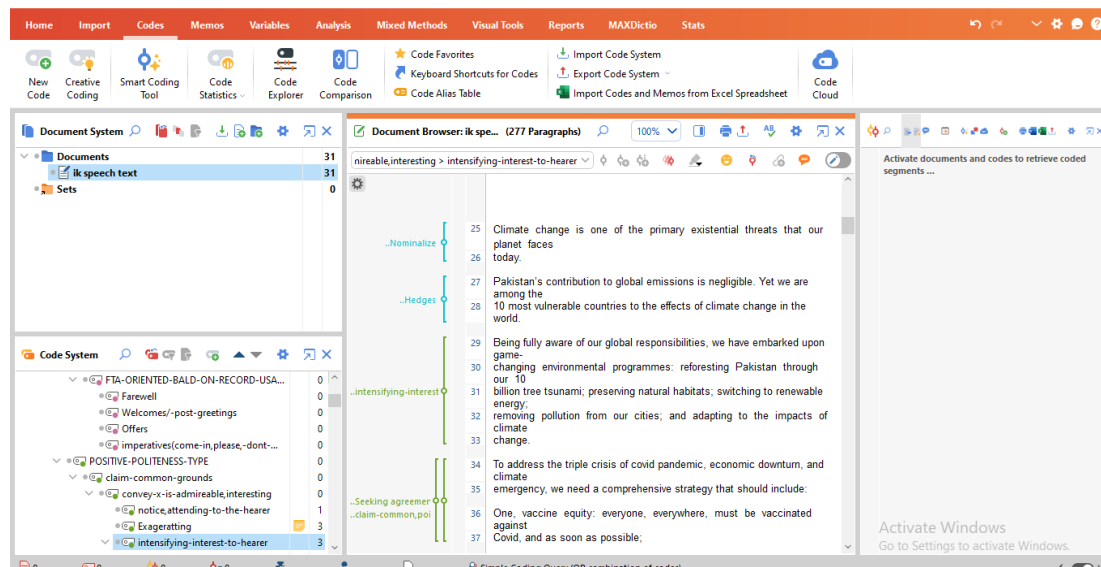 Home Import Codes Memos Variables Analysis Mixed Methods Visual Tools Reports MAXDictio Stats
New Code
Creative Coding
Smart Coding Tool
Code Statistics
Code Explorer
Code Comparison
Code Favorites
Keyboard Shortcuts for Codes
Code Alias Table
Import Code System
Export Code System
Import Codes and Memos from Excel Spreadsheet
Code Cloud
Document System
Documents 31
ik speech text 31
Sets 0
Code System
FTA-ORIENTED-BALD-ON-RECORD-USA... 0
Farewell 0
Welcomes/-post-greetings 0
Offers 0
imperatives(come-in,please,-dont-... 0
POSITIVE-POLITENESS-TYPE 0
claim-common-grounds 0
convey-x-is-admireable,interesting 0
notice,attending-to-the-hearer 1
Exageratting 3
intensifying-interest-to-hearer 3
Document Browser: ik spe... (277 Paragraphs) 100%
nireable,interesting > intensifying-interest-to-hearer
..Nominalize
..Hedges
..intensifying-interest
..Seeking agreemer
..claim-common,poi
25 Climate change is one of the primary existential threats that our
planet faces
26 today.
27 Pakistan's contribution to global emissions is negligible. Yet we are
among the
28 10 most vulnerable countries to the effects of climate change in the
world.
29 Being fully aware of our global responsibilities, we have embarked upon
game-
30 changing environmental programmes: reforesting Pakistan through
our 10
31 billion tree tsunami; preserving natural habitats; switching to renewable
energy;
32 removing pollution from our cities; and adapting to the impacts of
climate
33 change.
34 To address the triple crisis of covid pandemic, economic downturn, and
climate
35 emergency, we need a comprehensive strategy that should include:
36 One, vaccine equity: everyone, everywhere, must be vaccinated
against
37 Covid, and as soon as possible;
Activate documents and codes to retrieve coded
segments ...
Activate Windows
Go to Settings to activate Windows.
Simple Coding Query (OR combination of codes)